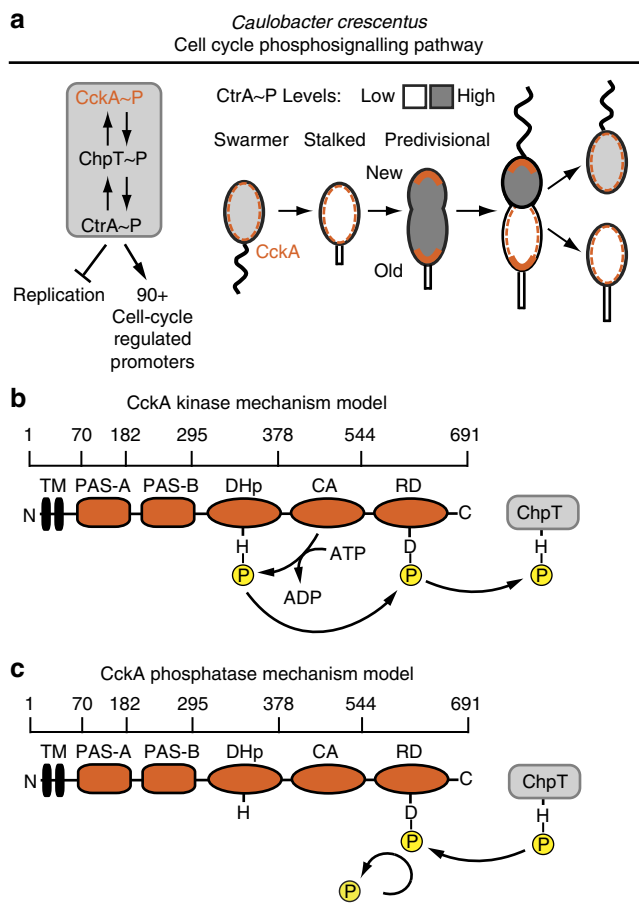 a
Caulobacter crescentus
Cell cycle phosphosignalling pathway
CckA~P
ChpT~P
CtrA~P
Replication
90+
Cell-cycle
regulated
promoters
CtrA~P Levels: Low High
Swarmer Stalked Predivisional
New
CckA
Old
b
CckA kinase mechanism model
1 70 182 295 378 544 691
TM PAS-A PAS-B DHp CA RD
N C ChpT
H D H
P P P
ATP
ADP
c
CckA phosphatase mechanism model
1 70 182 295 378 544 691
TM PAS-A PAS-B DHp CA RD
N C ChpT
H D H
P P
P